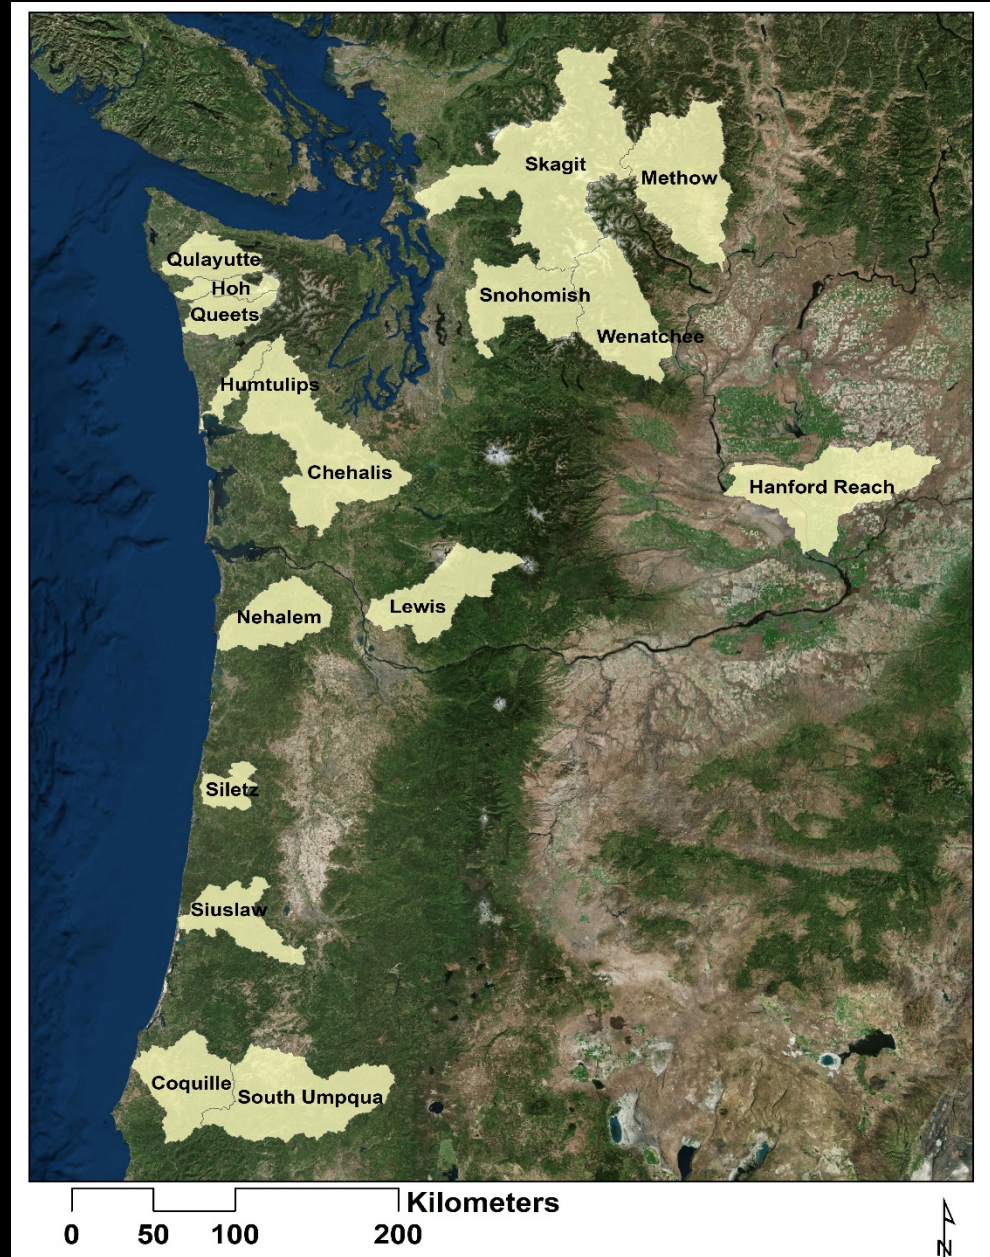 Skagit
Methow
Qulayutte
Hoh
Queets
Snohomish
Wenatchee
Humtulips
Chehalis
Hanford Reach
Lewis
Nehalem
Siletz
Siuslaw
Coquille
South Umpqua
Kilometers
0 50 100 200
N